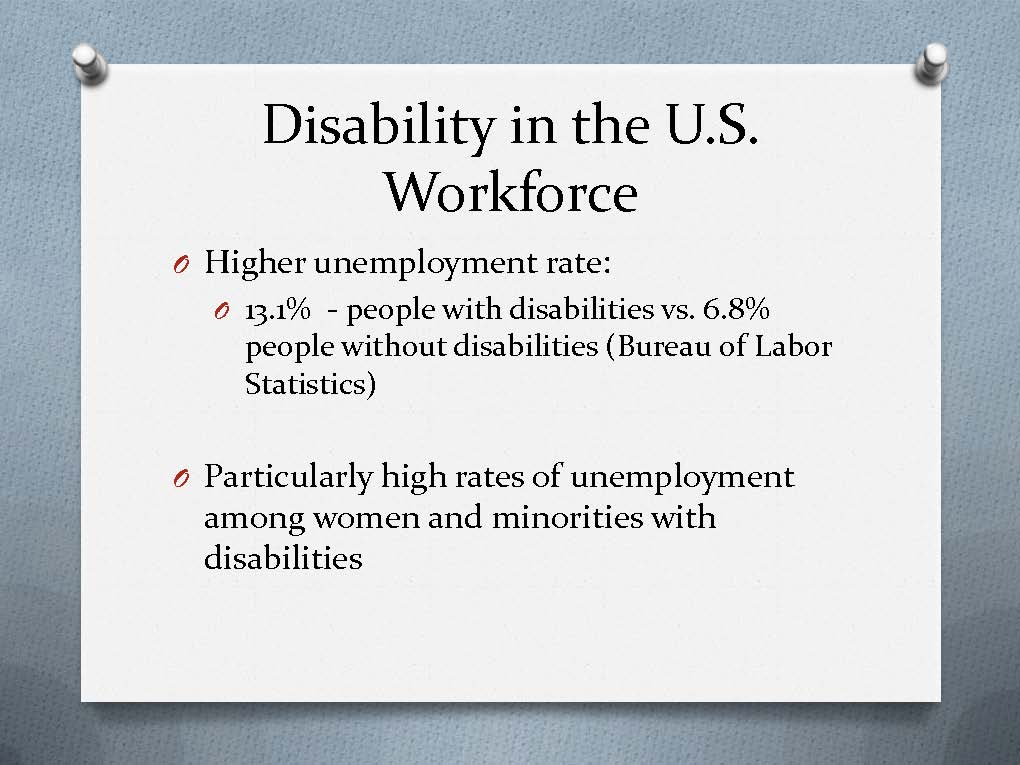 Disability in the U.S.
Workforce
Higher unemployment rate:
13.1% - people with disabilities vs. 6.8%
people without disabilities (Bureau of Labor
Statistics)
Particularly high rates of unemployment
among women and minorities with
disabilities